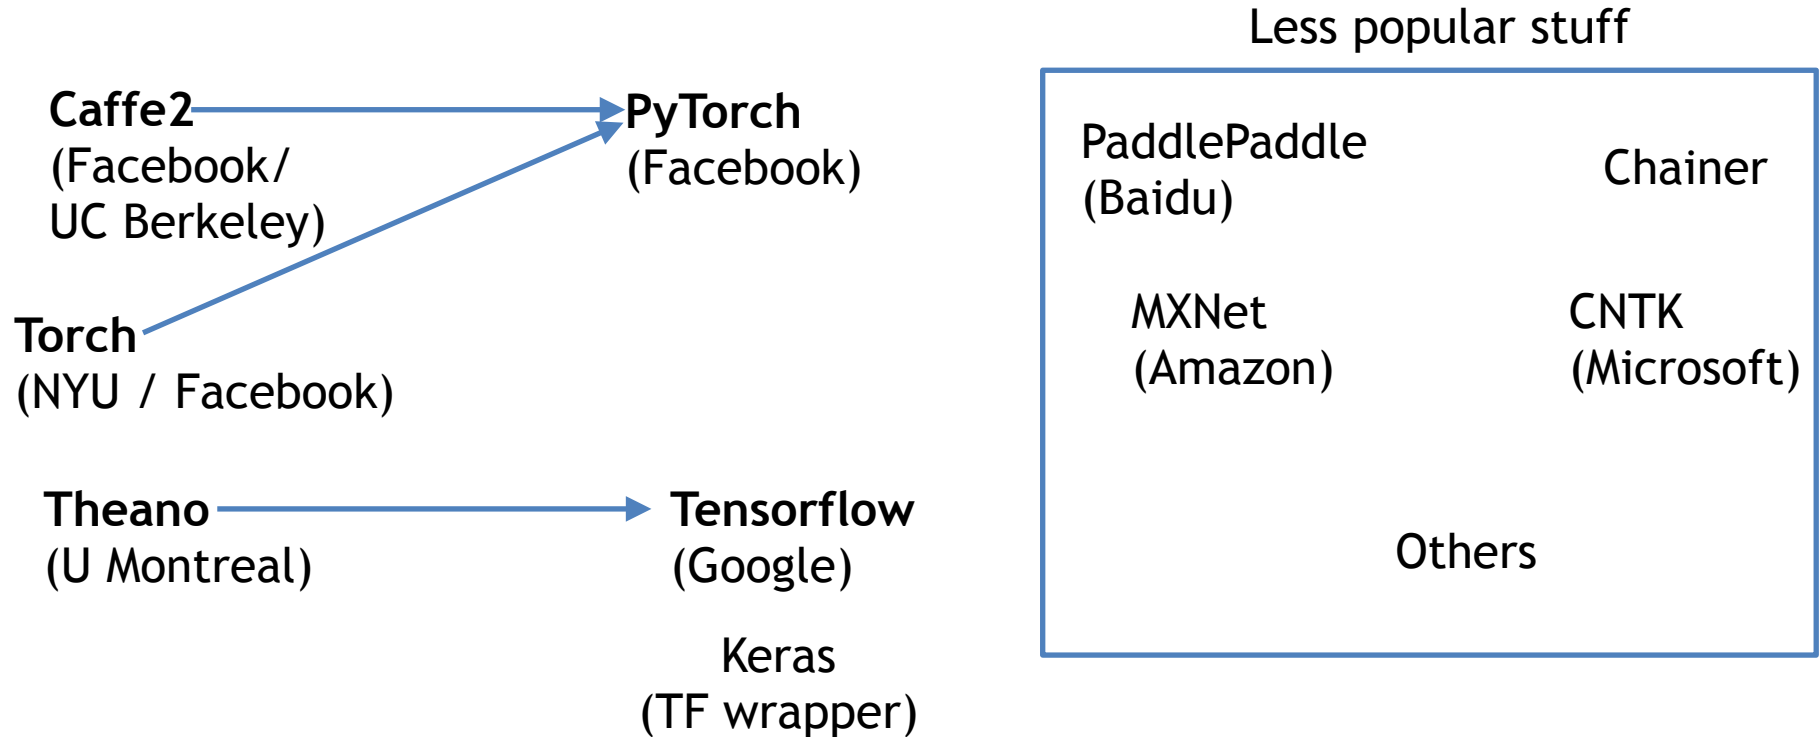 Less popular stuff
Caffe2
(Facebook/
UC Berkeley)
PyTorch
(Facebook)
Torch
(NYU / Facebook)
Theano
(U Montreal)
Tensorflow
(Google)
Keras
(TF wrapper)
PaddlePaddle
(Baidu)
Chainer
MXNet
(Amazon)
CNTK
(Microsoft)
Others